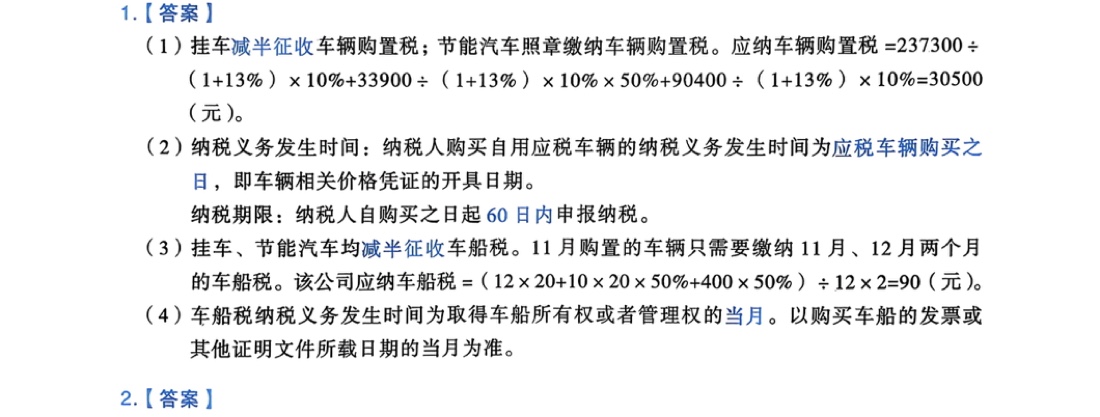 1.【答案】
（1）挂车减半征收车辆购置税；节能汽车照章缴纳车辆购置税。应纳车辆购置税 =237300÷
（1+13%）×10%+33900÷（1+13%）×10%×50%+90400÷（1+13%）×10%=30500
（元）。
（2）纳税义务发生时间：纳税人购买自用应税车辆的纳税义务发生时间为应税车辆购买之
日，即车辆相关价格凭证的开具日期。
纳税期限：纳税人自购买之日起 60 日内申报纳税。
（3）挂车、节能汽车均减半征收车船税。11 月购置的车辆只需要缴纳 11 月、12 月两个月
的车船税。该公司应纳车船税 =（12×20+10×20×50%+400×50%）÷12×2=90（元）。
（4）车船税纳税义务发生时间为取得车船所有权或者管理权的当月。以购买车船的发票或
其他证明文件所载日期的当月为准。
2.【答案】